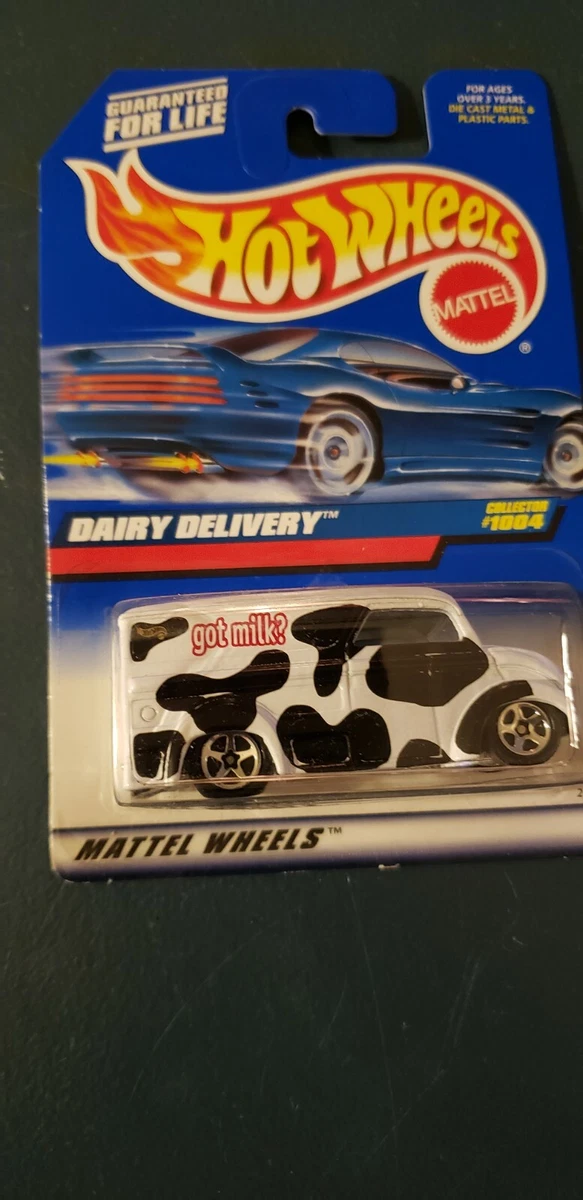 GUARANTEED
FOR LIFE
FOR AGES
OVER 3 YEARS.
DIE CAST METAL &
PLASTIC PARTS.
HOT WHEELS
MATTEL
®
DAIRY DELIVERY™
COLLECTOR
#1004
got milk?
MATTEL WHEELS™